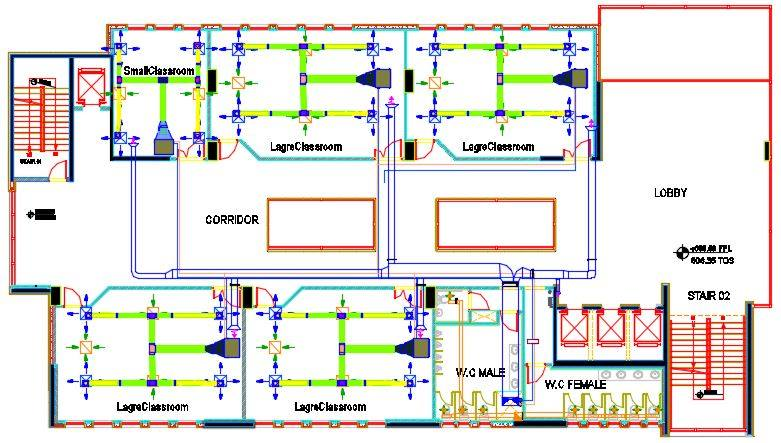 SmallClassroom
LagreClassroom
LagreClassroom
CORRIDOR
LOBBY
STAIR 02
W.C MALE
W.C FEMALE
LagreClassroom
LagreClassroom